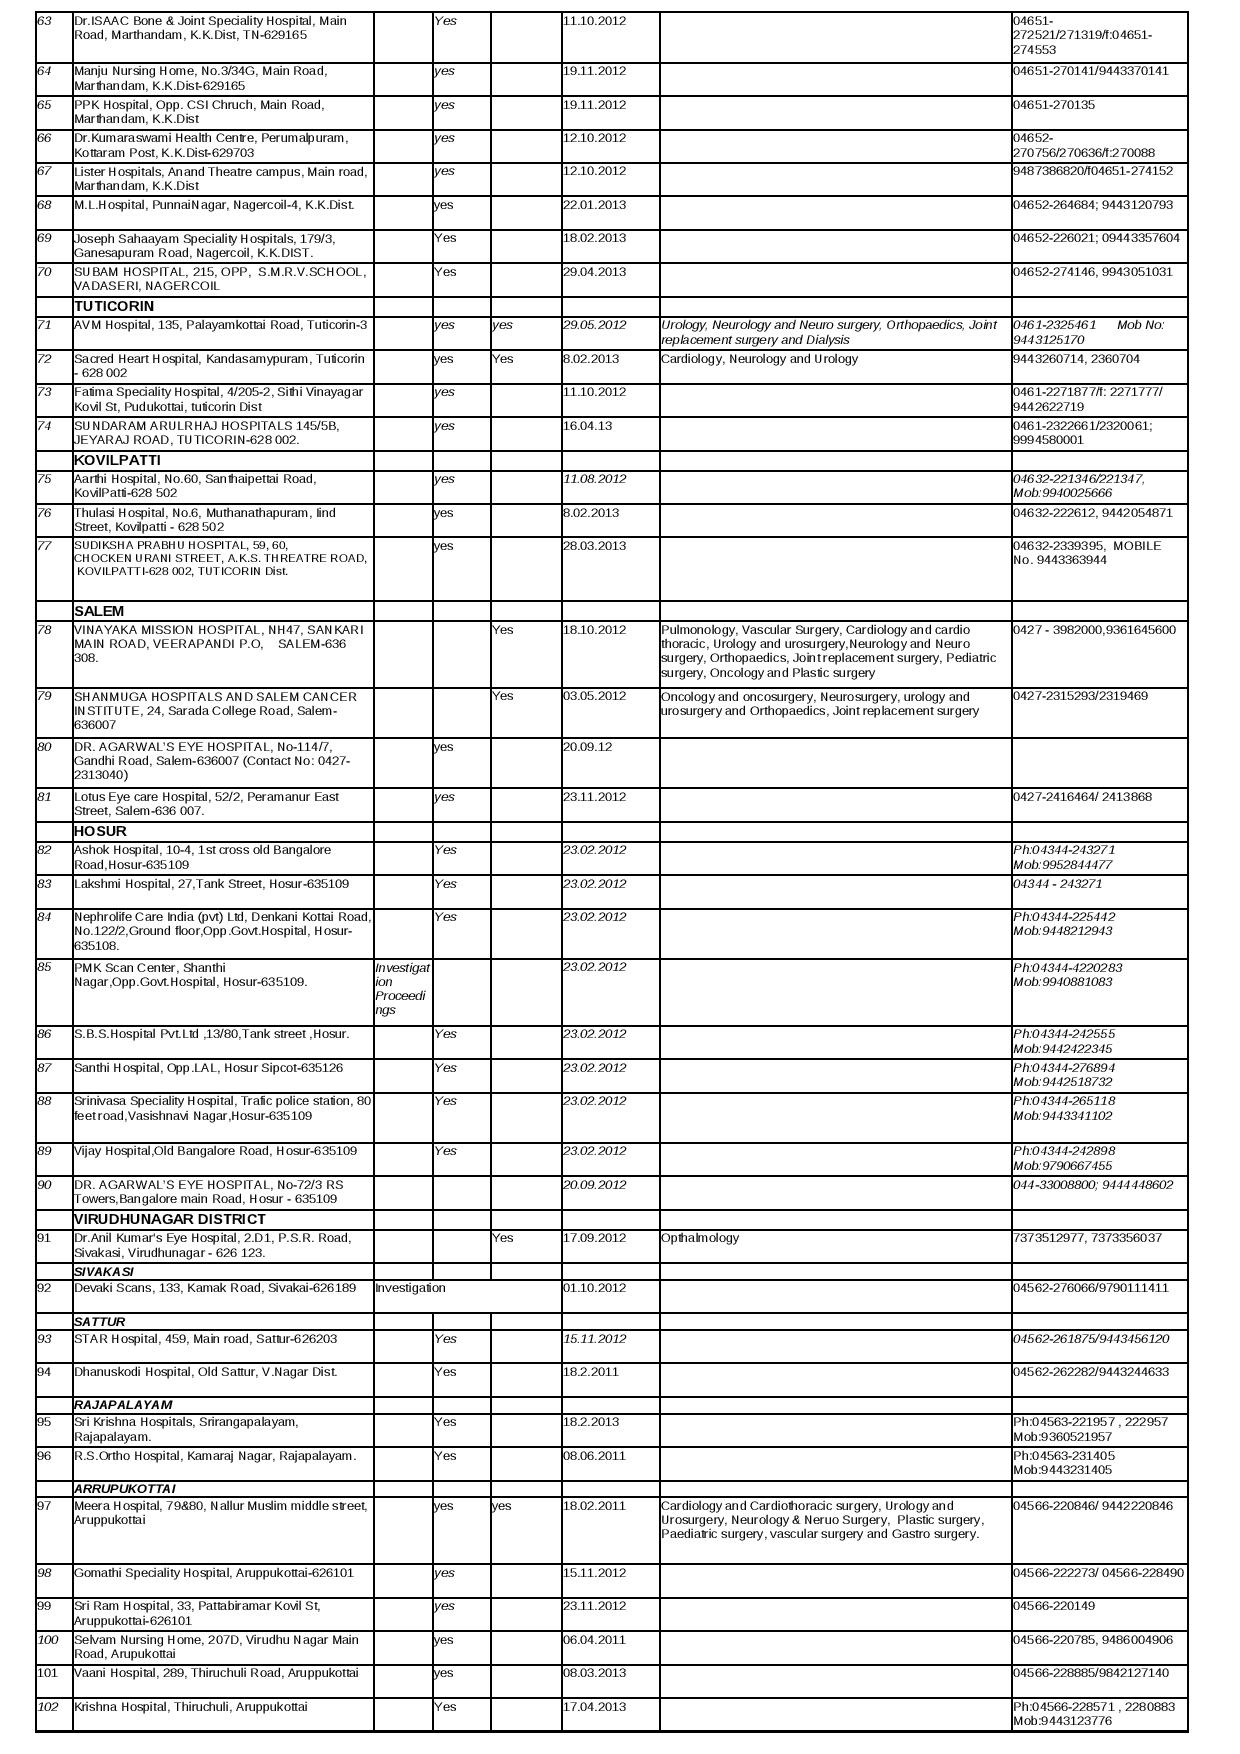 63 Dr.ISAAC Bone & Joint Speciality Hospital, Main Yes 11.10.2012 04651-
Road, Marthandam, K.K.Dist, TN-629165 272521/271319/f:04651-
274553
64 Manju Nursing Home, No.3/34G, Main Road, yes 19.11.2012 04651-270141/9443370141
Marthandam, K.K.Dist-629165
65 PPK Hospital, Opp. CSI Chruch, Main Road, yes 19.11.2012 04651-270135
Marthandam, K.K.Dist
66 Dr.Kumaraswami Health Centre, Perumalpuram, yes 12.10.2012 04652-
Kottaram Post, K.K.Dist-629703 270756/270636/f:270088
67 Lister Hospitals, Anand Theatre campus, Main road, yes 12.10.2012 9487386820/f04651-274152
Marthandam, K.K.Dist
68 M.L.Hospital, PunnaiNagar, Nagercoil-4, K.K.Dist. yes 22.01.2013 04652-264684; 9443120793
69 Joseph Sahaayam Speciality Hospitals, 179/3, Yes 18.02.2013 04652-226021; 09443357604
Ganesapuram Road, Nagercoil, K.K.DIST.
70 SUBAM HOSPITAL, 215, OPP, S.M.R.V.SCHOOL, Yes 29.04.2013 04652-274146, 9943051031
VADASERI, NAGERCOIL
TUTICORIN
71 AVM Hospital, 135, Palayamkottai Road, Tuticorin-3 yes yes 29.05.2012 Urology, Neurology and Neuro surgery, Orthopaedics, Joint 0461-2325461 Mob No:
replacement surgery and Dialysis 9443125170
72 Sacred Heart Hospital, Kandasamypuram, Tuticorin yes Yes 8.02.2013 Cardiology, Neurology and Urology 9443260714, 2360704
- 628 002
73 Fatima Speciality Hospital, 4/205-2, Sithi Vinayagar yes 11.10.2012 0461-2271877/f: 2271777/
Kovil St, Pudukottai, tuticorin Dist 9442622719
74 SUNDARAM ARULRHAJ HOSPITALS 145/5B, yes 16.04.13 0461-2322661/2320061;
JEYARAJ ROAD, TUTICORIN-628 002. 9994580001
KOVILPATTI
75 Aarthi Hospital, No.60, Santhaipettai Road, yes 11.08.2012 04632-221346/221347,
KovilPatti-628 502 Mob:9940025666
76 Thulasi Hospital, No.6, Muthanathapuram, Iind yes 8.02.2013 04632-222612, 9442054871
Street, Kovilpatti - 628 502
77 SUDIKSHA PRABHU HOSPITAL, 59, 60, yes 28.03.2013 04632-2339395, MOBILE
CHOCKEN URANI STREET, A.K.S. THREATRE ROAD, No. 9443363944
KOVILPATTI-628 002, TUTICORIN Dist.
SALEM
78 VINAYAKA MISSION HOSPITAL, NH47, SANKARI Yes 18.10.2012 Pulmonology, Vascular Surgery, Cardiology and cardio 0427 - 3982000,9361645600
MAIN ROAD, VEERAPANDI P.O, SALEM-636 thoracic, Urology and urosurgery,Neurology and Neuro
308. surgery, Orthopaedics, Joint replacement surgery, Pediatric
surgery, Oncology and Plastic surgery
79 SHANMUGA HOSPITALS AND SALEM CANCER Yes 03.05.2012 Oncology and oncosurgery, Neurosurgery, urology and 0427-2315293/2319469
INSTITUTE, 24, Sarada College Road, Salem- urosurgery and Orthopaedics, Joint replacement surgery
636007
80 DR. AGARWAL'S EYE HOSPITAL, No-114/7, yes 20.09.12
Gandhi Road, Salem-636007 (Contact No: 0427-
2313040)
81 Lotus Eye care Hospital, 52/2, Peramanur East yes 23.11.2012 0427-2416464/ 2413868
Street, Salem-636 007.
HOSUR
82 Ashok Hospital, 10-4, 1st cross old Bangalore Yes 23.02.2012 Ph:04344-243271
Road,Hosur-635109 Mob:9952844477
83 Lakshmi Hospital, 27,Tank Street, Hosur-635109 Yes 23.02.2012 04344 - 243271
84 Nephrolife Care India (pvt) Ltd, Denkani Kottai Road, Yes 23.02.2012 Ph:04344-225442
No.122/2,Ground floor,Opp.Govt.Hospital, Hosur- Mob:9448212943
635108.
85 PMK Scan Center, Shanthi Investigat 23.02.2012 Ph:04344-4220283
Nagar,Opp.Govt.Hospital, Hosur-635109. ion Mob:9940881083
Proceedi
ngs
86 S.B.S.Hospital Pvt.Ltd ,13/80,Tank street ,Hosur. Yes 23.02.2012 Ph:04344-242555
Mob:9442422345
87 Santhi Hospital, Opp.LAL, Hosur Sipcot-635126 Yes 23.02.2012 Ph:04344-276894
Mob:9442518732
88 Srinivasa Speciality Hospital, Trafic police station, 80 Yes 23.02.2012 Ph:04344-265118
feet road,Vasishnavi Nagar,Hosur-635109 Mob:9443341102
89 Vijay Hospital,Old Bangalore Road, Hosur-635109 Yes 23.02.2012 Ph:04344-242898
Mob:9790667455
90 DR. AGARWAL'S EYE HOSPITAL, No-72/3 RS 20.09.2012 044-33008800; 9444448602
Towers,Bangalore main Road, Hosur - 635109
VIRUDHUNAGAR DISTRICT
91 Dr.Anil Kumar's Eye Hospital, 2.D1, P.S.R. Road, Yes 17.09.2012 Opthalmology 7373512977, 7373356037
Sivakasi, Virudhunagar - 626 123.
SIVAKASI
92 Devaki Scans, 133, Kamak Road, Sivakai-626189 Investigation 01.10.2012 04562-276066/9790111411
SATTUR
93 STAR Hospital, 459, Main road, Sattur-626203 Yes 15.11.2012 04562-261875/9443456120
94 Dhanuskodi Hospital, Old Sattur, V.Nagar Dist. Yes 18.2.2011 04562-262282/9443244633
RAJAPALAYAM
95 Sri Krishna Hospitals, Srirangapalayam, Yes 18.2.2013 Ph:04563-221957 , 222957
Rajapalayam. Mob:9360521957
96 R.S.Ortho Hospital, Kamaraj Nagar, Rajapalayam. Yes 08.06.2011 Ph:04563-231405
Mob:9443231405
ARRUPUKOTTAI
97 Meera Hospital, 79&80, Nallur Muslim middle street, yes yes 18.02.2011 Cardiology and Cardiothoracic surgery, Urology and 04566-220846/ 9442220846
Aruppukottai Urosurgery, Neurology & Neruo Surgery, Plastic surgery,
Paediatric surgery, vascular surgery and Gastro surgery.
98 Gomathi Speciality Hospital, Aruppukottai-626101 yes 15.11.2012 04566-222273/ 04566-228490
99 Sri Ram Hospital, 33, Pattabiramar Kovil St, yes 23.11.2012 04566-220149
Aruppukottai-626101
100 Selvam Nursing Home, 207D, Virudhu Nagar Main yes 06.04.2011 04566-220785, 9486004906
Road, Arupukottai
101 Vaani Hospital, 289, Thiruchuli Road, Aruppukottai yes 08.03.2013 04566-228885/9842127140
102 Krishna Hospital, Thiruchuli, Aruppukottai Yes 17.04.2013 Ph:04566-228571 , 2280883
Mob:9443123776